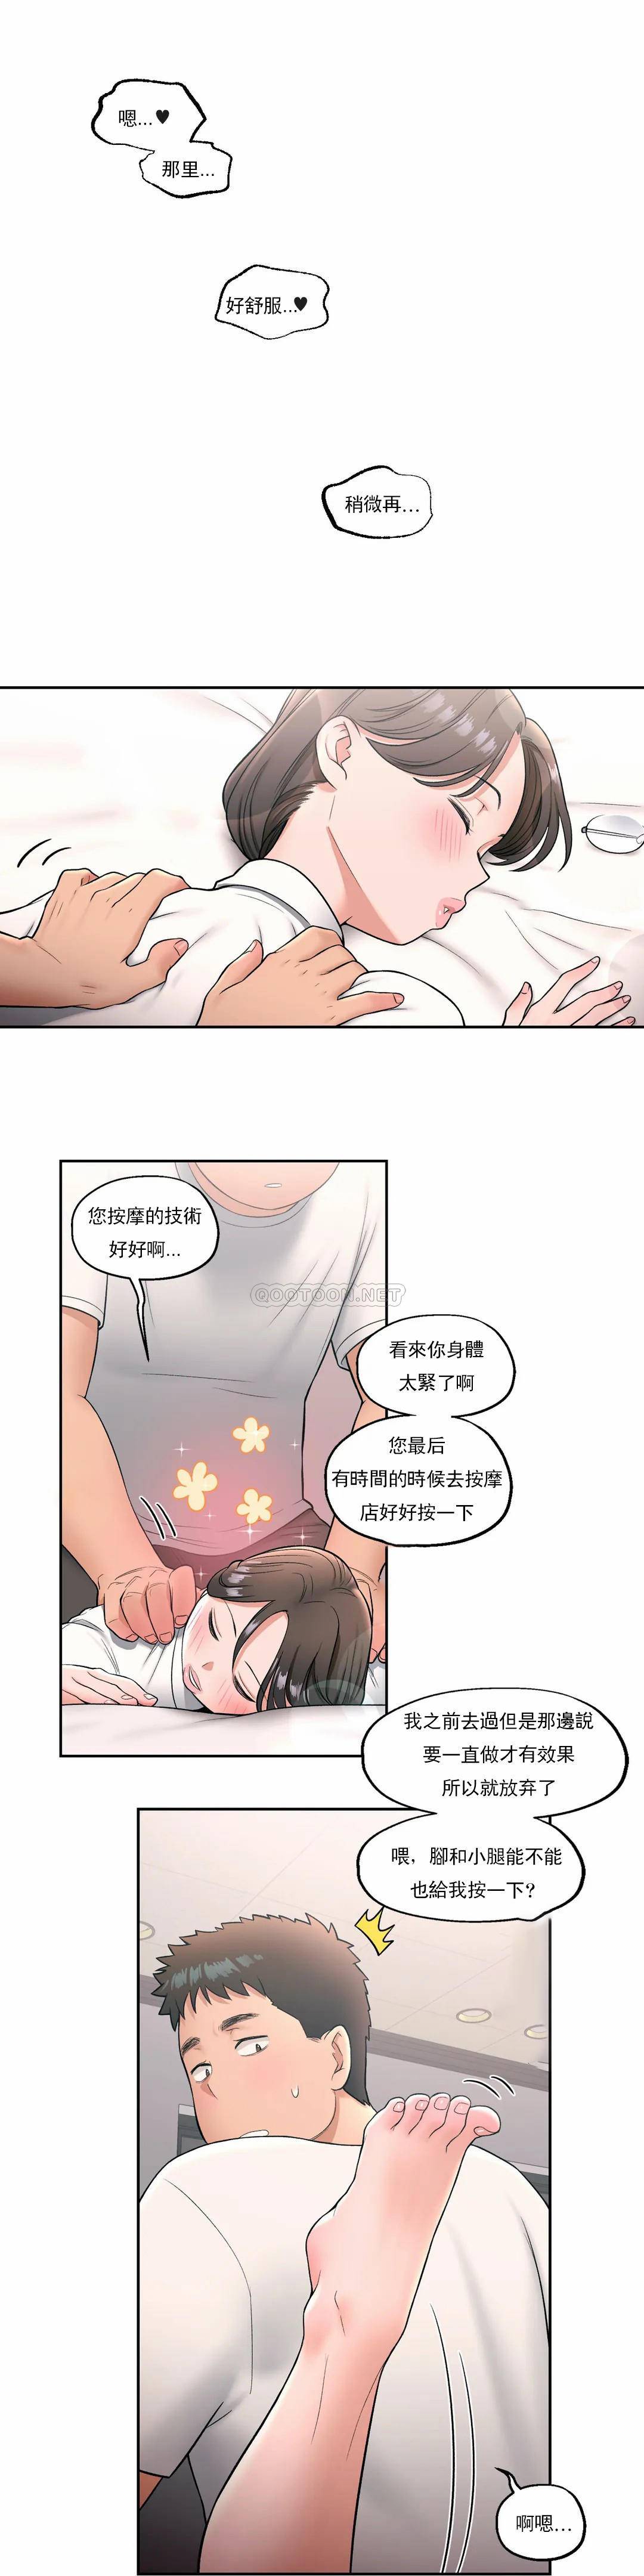 嗯...♥
那里...
好舒服...♥
稍微再...
您按摩的技術
好好啊...
QOOTOON.NET
看來你身體
太緊了啊
您最后
有時間的時候去按摩
店好好按一下
我之前去過但是那邊說
要一直做才有效果
所以就放弃了
喂，腳和小腿能不能
也給我按一下?
啊嗯...